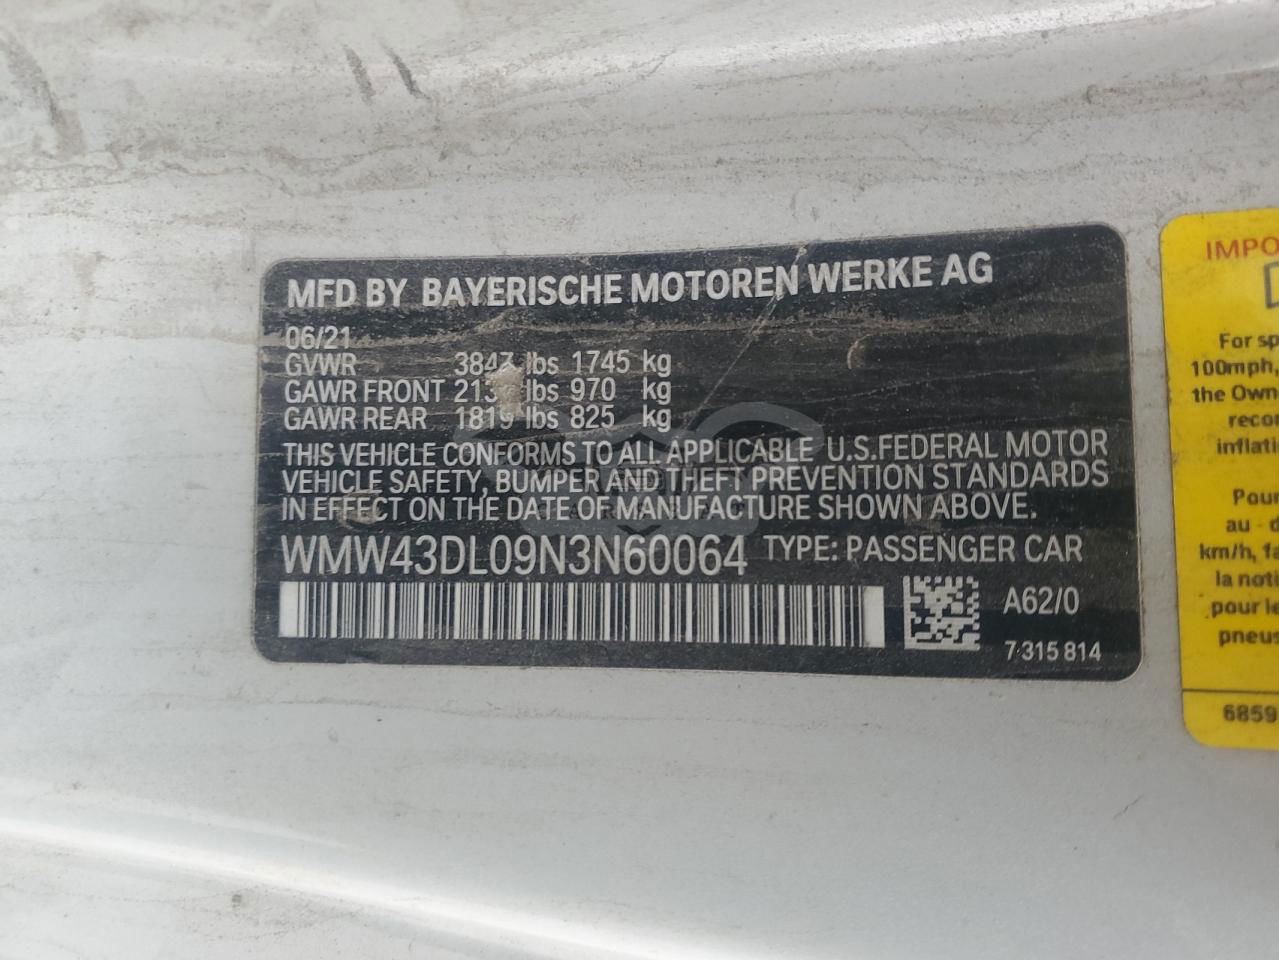 MFD BY BAYERISCHE MOTOREN WERKE AG
06/21
GVWR 3847 lbs 1745 kg
GAWR FRONT lbs 970 kg
GAWR REAR 1819 lbs 825 kg
THIS VEHICLE CONFORMS TO ALL APPLICABLE U.S.FEDERAL MOTOR
VEHICLE SAFETY, BUMPER AND THEFT PREVENTION STANDARDS
IN EFFECT ON THE DATE OF MANUFACTURE SHOWN ABOVE.
WMW43DL09N3N60064 TYPE: PASSENGER CAR
A62/0
7 315 814
IMPO
For sp
100mph,
the Own
recor
inflati
Pour
au - d
km/h, fa
la noti
pour le
pneus
6859